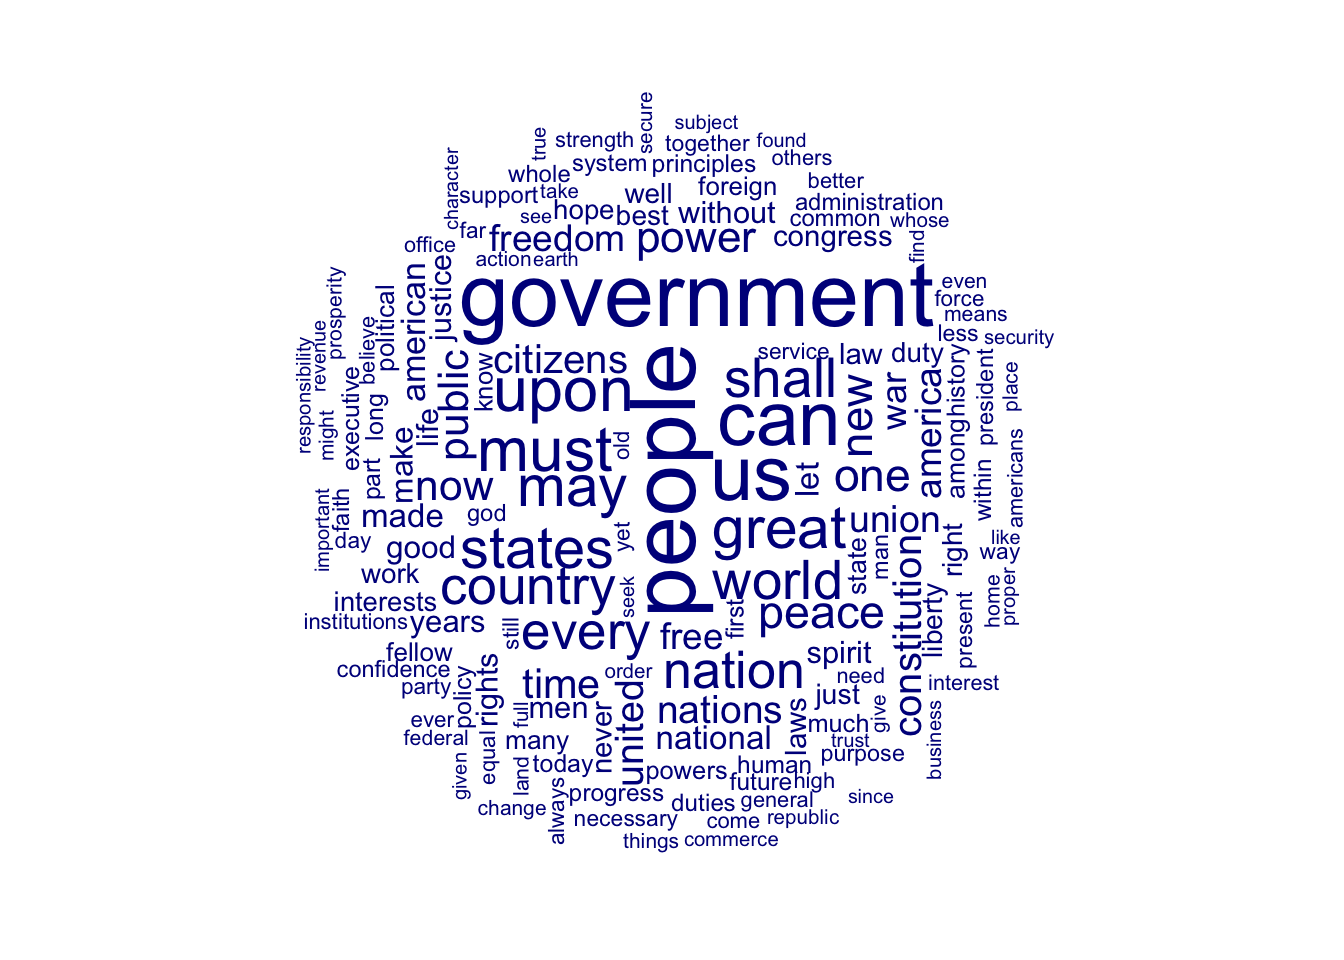 secure
subject
true
strength
together
found
whole
system
principles
others
character
support
take
well
foreign
better
see
hope
best
without
administration
common
whose
office
far
freedom
power
congress
find
action
earth
government
american
justice
even
force
means
less
security
prosperity
political
revenue
believe
responsibility
citizens
service
law
duty
public
know
upon
people
shall
can
new
war
america
among
history
president
place
might
executive
long
life
make
must
old
us
let
one
part
now
may
within
americans
important
faith
made
god
yet
great
union
day
good
states
state
man
right
like
way
work
country
seek
world
constitution
home
proper
interests
institutions
years
still
every
free
first
peace
liberty
present
fellow
confidence
party
policy
rights
time
order
nation
spirit
need
interest
ever
federal
full
men
never
united
nations
laws
just
much
give
many
national
trust
purpose
business
given
equal
land
today
powers
human
future
high
progress
duties
general
since
change
always
necessary
come
republic
things
commerce